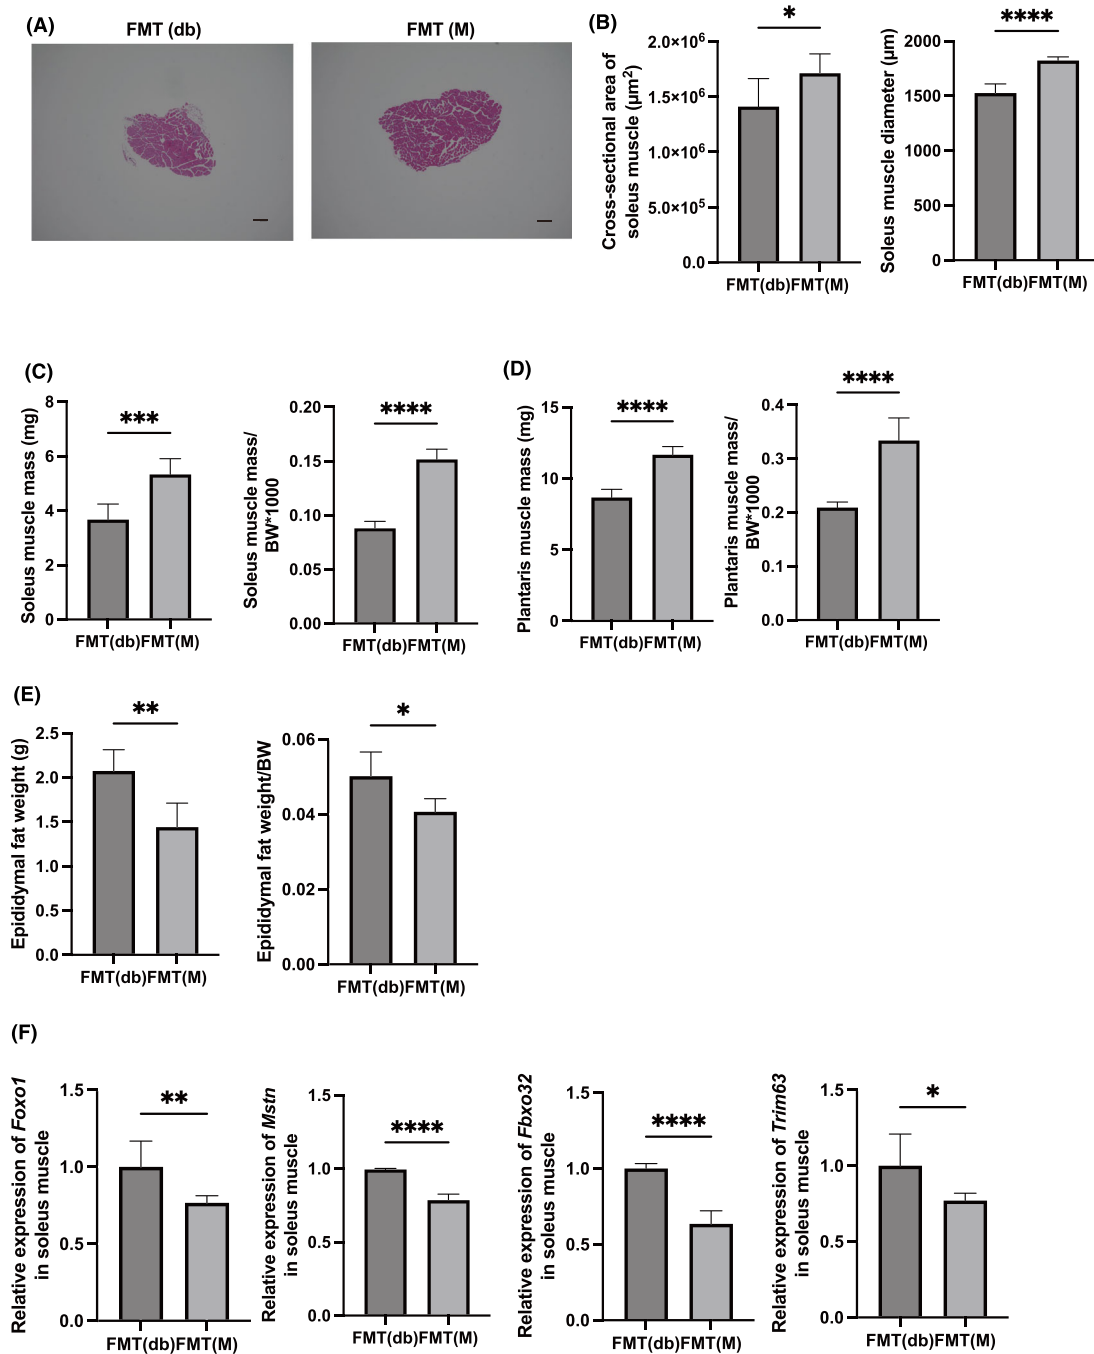 (A)
FMT (db)
FMT (M)
(B)
*
Cross-sectional area of
soleus muscle (µm²)
2.0×10⁶
1.5×10⁶
1.0×10⁶
5.0×10⁵
0.0
FMT(db)FMT(M)
****
Soleus muscle diameter (µm)
2000
1500
1000
500
0
FMT(db)FMT(M)
(C)
***
Soleus muscle mass (mg)
8
6
4
2
0
FMT(db)FMT(M)
****
Soleus muscle mass/
BW*1000
0.20
0.15
0.10
0.05
0.00
FMT(db)FMT(M)
(D)
****
Plantaris muscle mass (mg)
15
10
5
0
FMT(db)FMT(M)
****
Plantaris muscle mass/
BW*1000
0.4
0.3
0.2
0.1
0.0
FMT(db)FMT(M)
(E)
**
Epididymal fat weight (g)
2.5
2.0
1.5
1.0
0.5
0.0
FMT(db)FMT(M)
*
Epididymal fat weight/BW
0.06
0.04
0.02
0.00
FMT(db)FMT(M)
(F)
**
Relative expression of Foxo1
in soleus muscle
1.5
1.0
0.5
0.0
FMT(db)FMT(M)
****
Relative expression of Mstn
in soleus muscle
1.5
1.0
0.5
0.0
FMT(db)FMT(M)
****
Relative expression of Fbxo32
in soleus muscle
1.5
1.0
0.5
0.0
FMT(db)FMT(M)
*
Relative expression of Trim63
in soleus muscle
1.5
1.0
0.5
0.0
FMT(db)FMT(M)